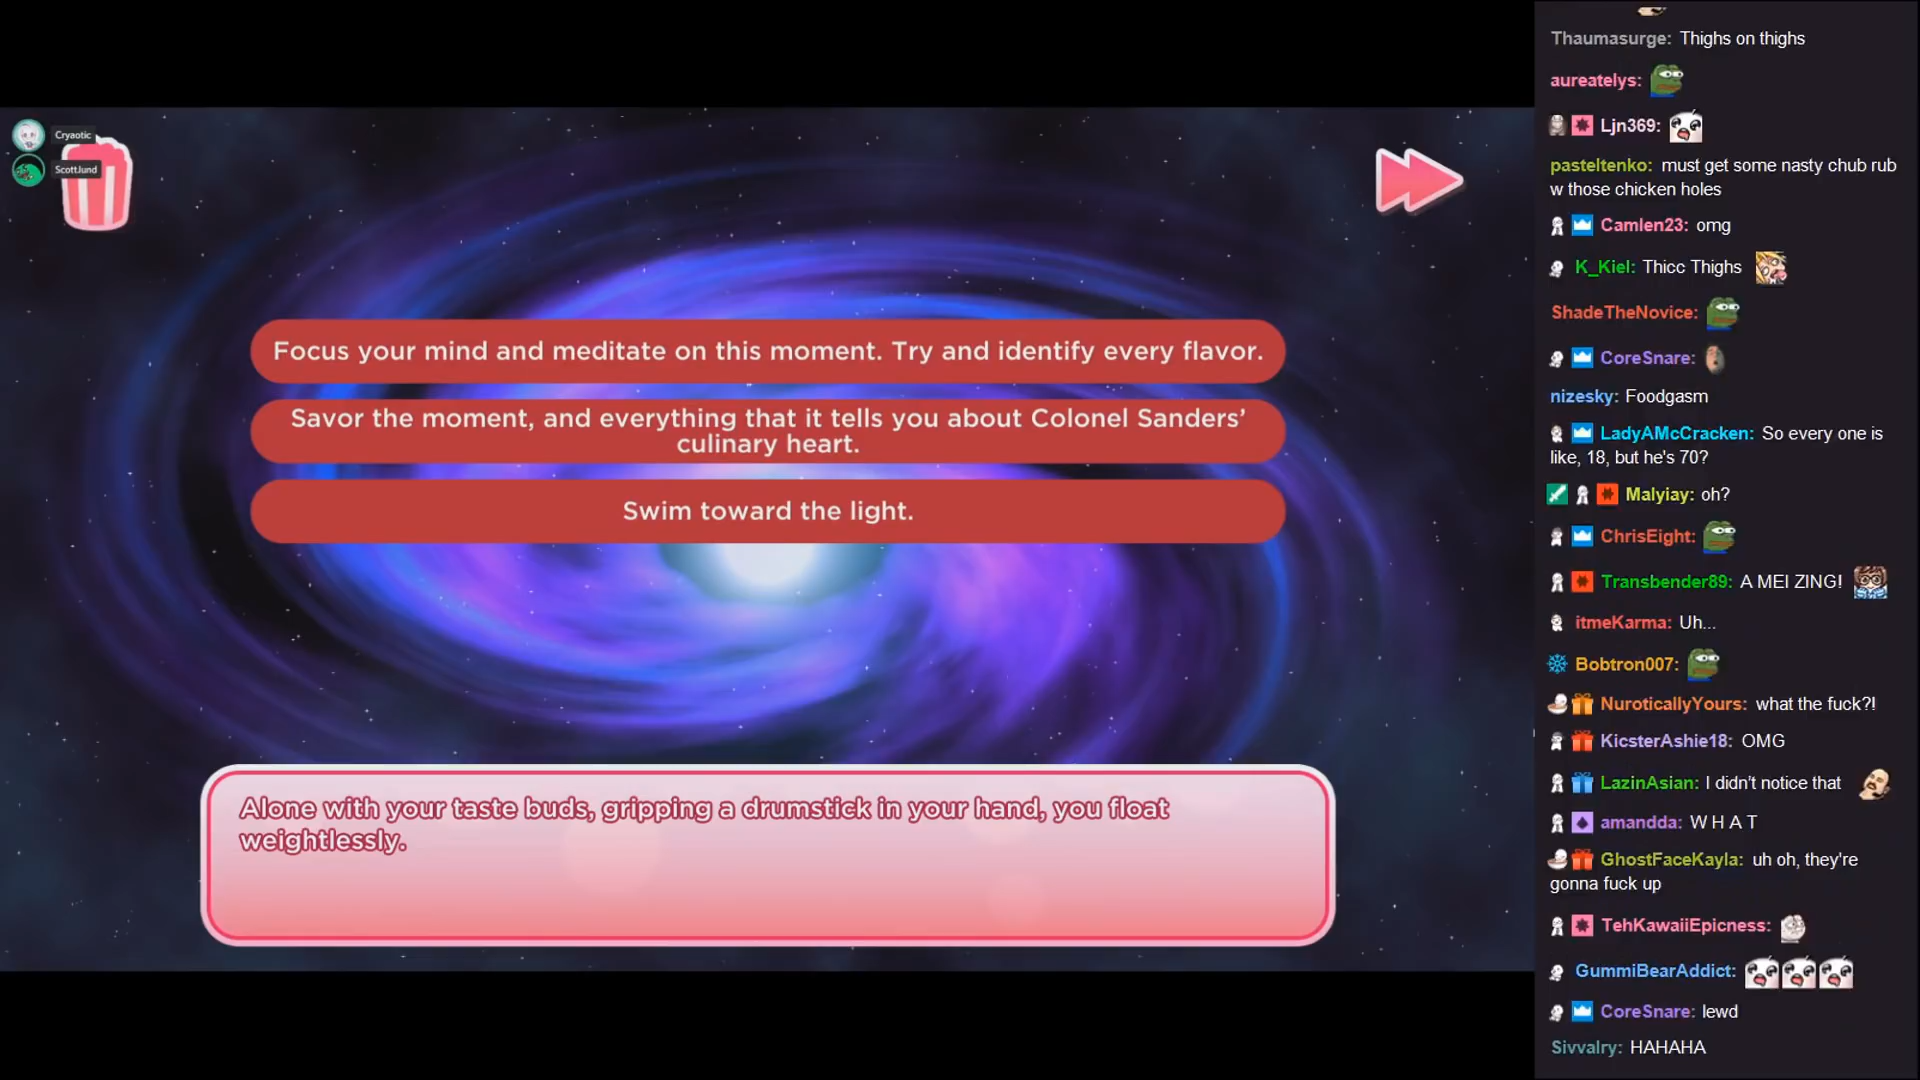 Cryaotic
ScottJund
Focus your mind and meditate on this moment. Try and identify every flavor.
Savor the moment, and everything that it tells you about Colonel Sanders’
culinary heart.
Swim toward the light.
Alone with your taste buds, gripping a drumstick in your hand, you float
weightlessly.
Thaumasurge: Thighs on thighs
aureatelys:
Ljn369:
pasteltenko: must get some nasty chub rub
w those chicken holes
Camlen23: omg
K_Kiel: Thicc Thighs
ShadeTheNovice:
CoreSnare:
nizesky: Foodgasm
LadyAMcCracken: So every one is
like, 18, but he's 70?
Malyiay: oh?
ChrisEight:
Transbender89: A MEI ZING!
itmeKarma: Uh...
Bobtron007:
NuroticallyYours: what the fuck?!
KicsterAshie18: OMG
LazinAsian: I didn’t notice that
amandda: W H A T
GhostFaceKayla: uh oh, they're
gonna fuck up
TehKawaiiEpicness:
GummiBearAddict:
CoreSnare: lewd
Sivvalry: HAHAHA